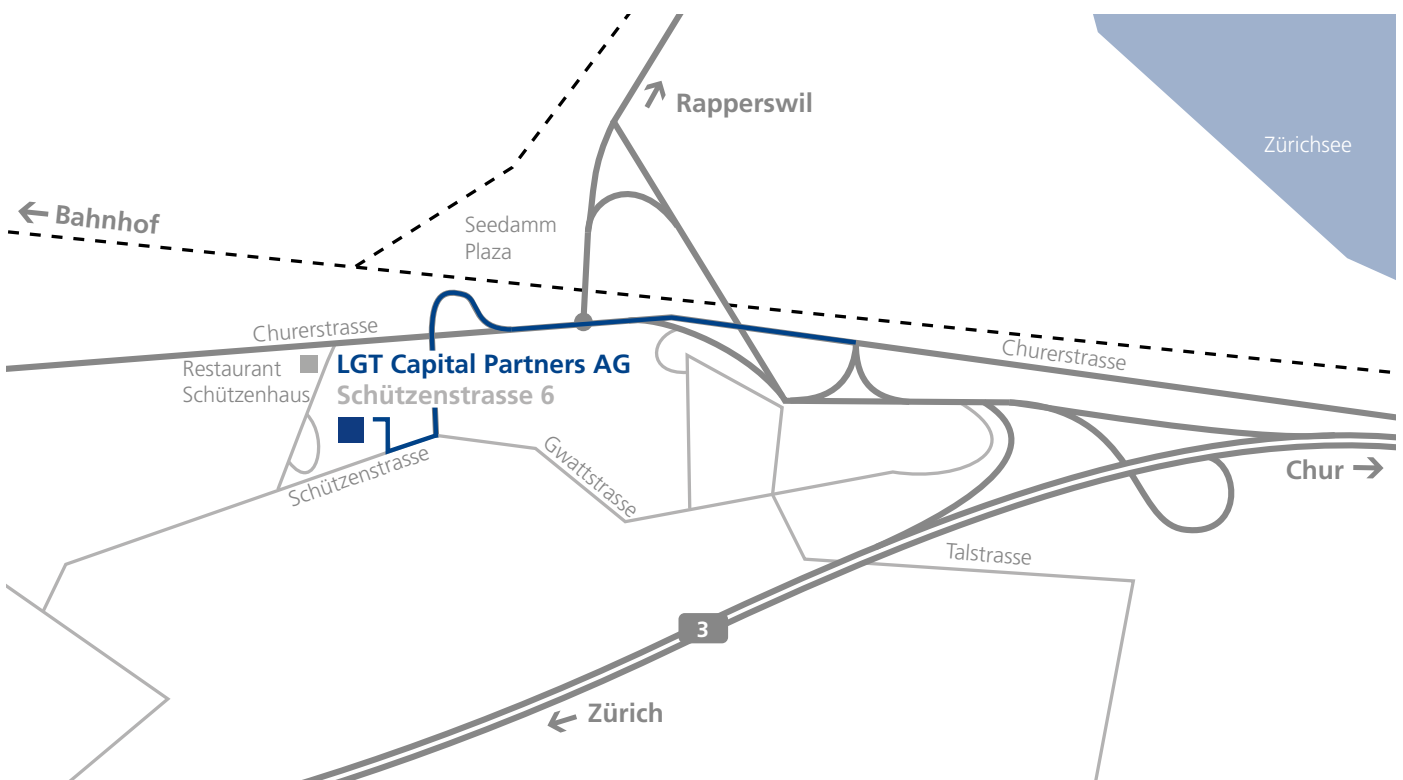 Rapperswil
Zürichsee
← Bahnhof
Seedamm
Plaza
Churerstrasse
Churerstrasse
Restaurant
Schützenhaus
LGT Capital Partners AG
Schützenstrasse 6
Schützenstrasse
Gwattstrasse
Chur →
Talstrasse
3
← Zürich